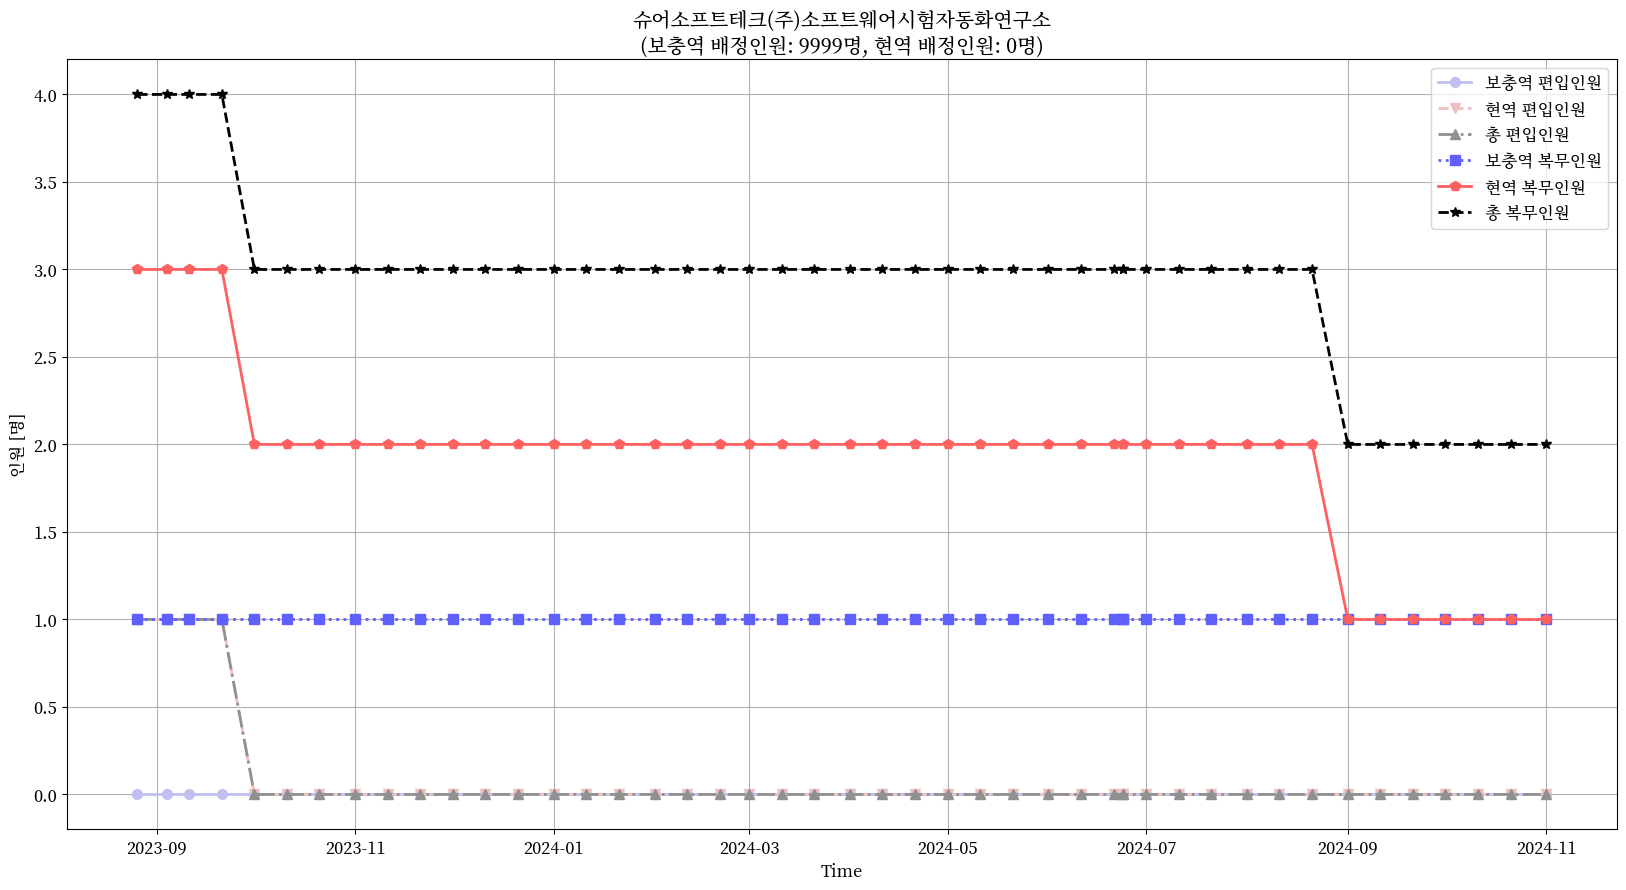 슈어소프트테크(주)소프트웨어시험자동화연구소
(보충역 배정인원: 9999명, 현역 배정인원: 0명)
보충역 편입인원
현역 편입인원
총 편입인원
보충역 복무인원
현역 복무인원
총 복무인원
4.0
3.5
3.0
2.5
2.0
1.5
1.0
0.5
0.0
인원 [명]
2023-09 2023-11 2024-01 2024-03 2024-05 2024-07 2024-09 2024-11
Time